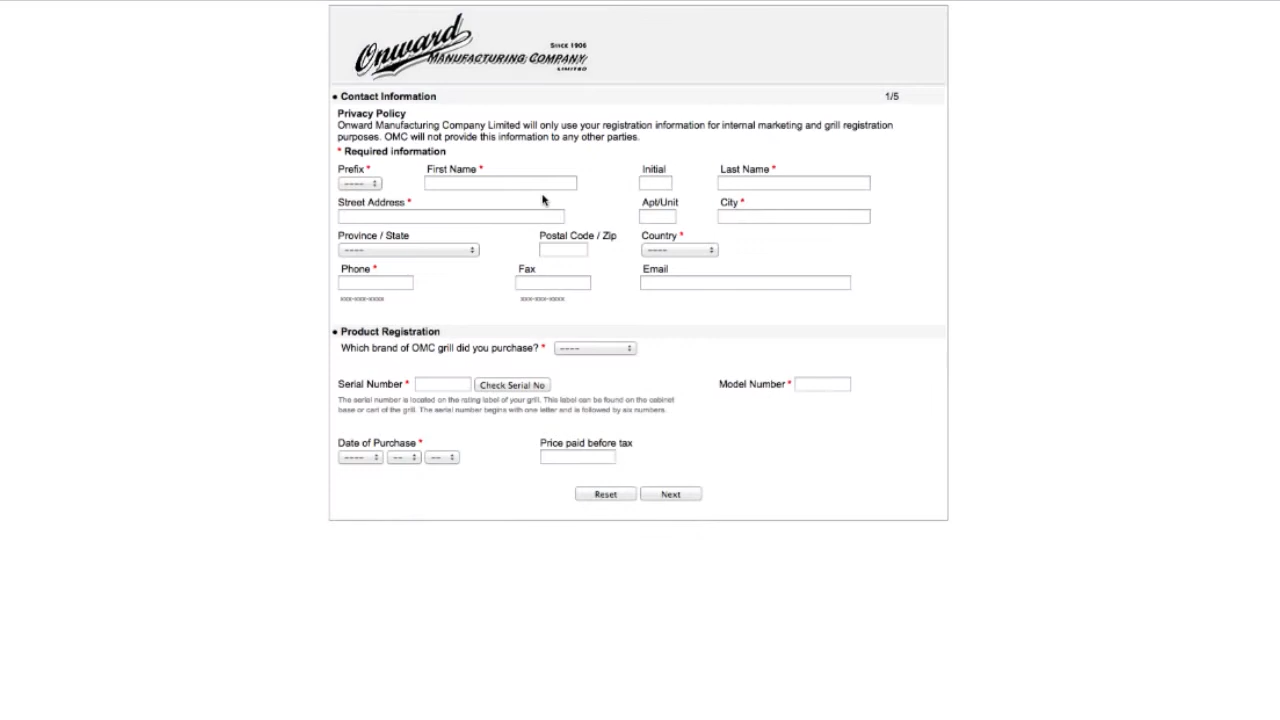 Onward
SINCE 1906
MANUFACTURING COMPANY
LIMITED
• Contact Information 1/5
Privacy Policy
Onward Manufacturing Company Limited will only use your registration information for internal marketing and grill registration
purposes. OMC will not provide this information to any other parties.
* Required information
Prefix * First Name * Initial Last Name *
----
Street Address * Apt/Unit City *
Province / State Postal Code / Zip Country *
---- ----
Phone * Fax Email
xxx-xxx-xxxx xxx-xxx-xxxx
• Product Registration
Which brand of OMC grill did you purchase? * ----
Serial Number * Check Serial No Model Number *
The serial number is located on the rating label of your grill. This label can be found on the cabinet
base or cart of the grill. The serial number begins with one letter and is followed by six numbers.
Date of Purchase * Price paid before tax
---- -- --
Reset Next